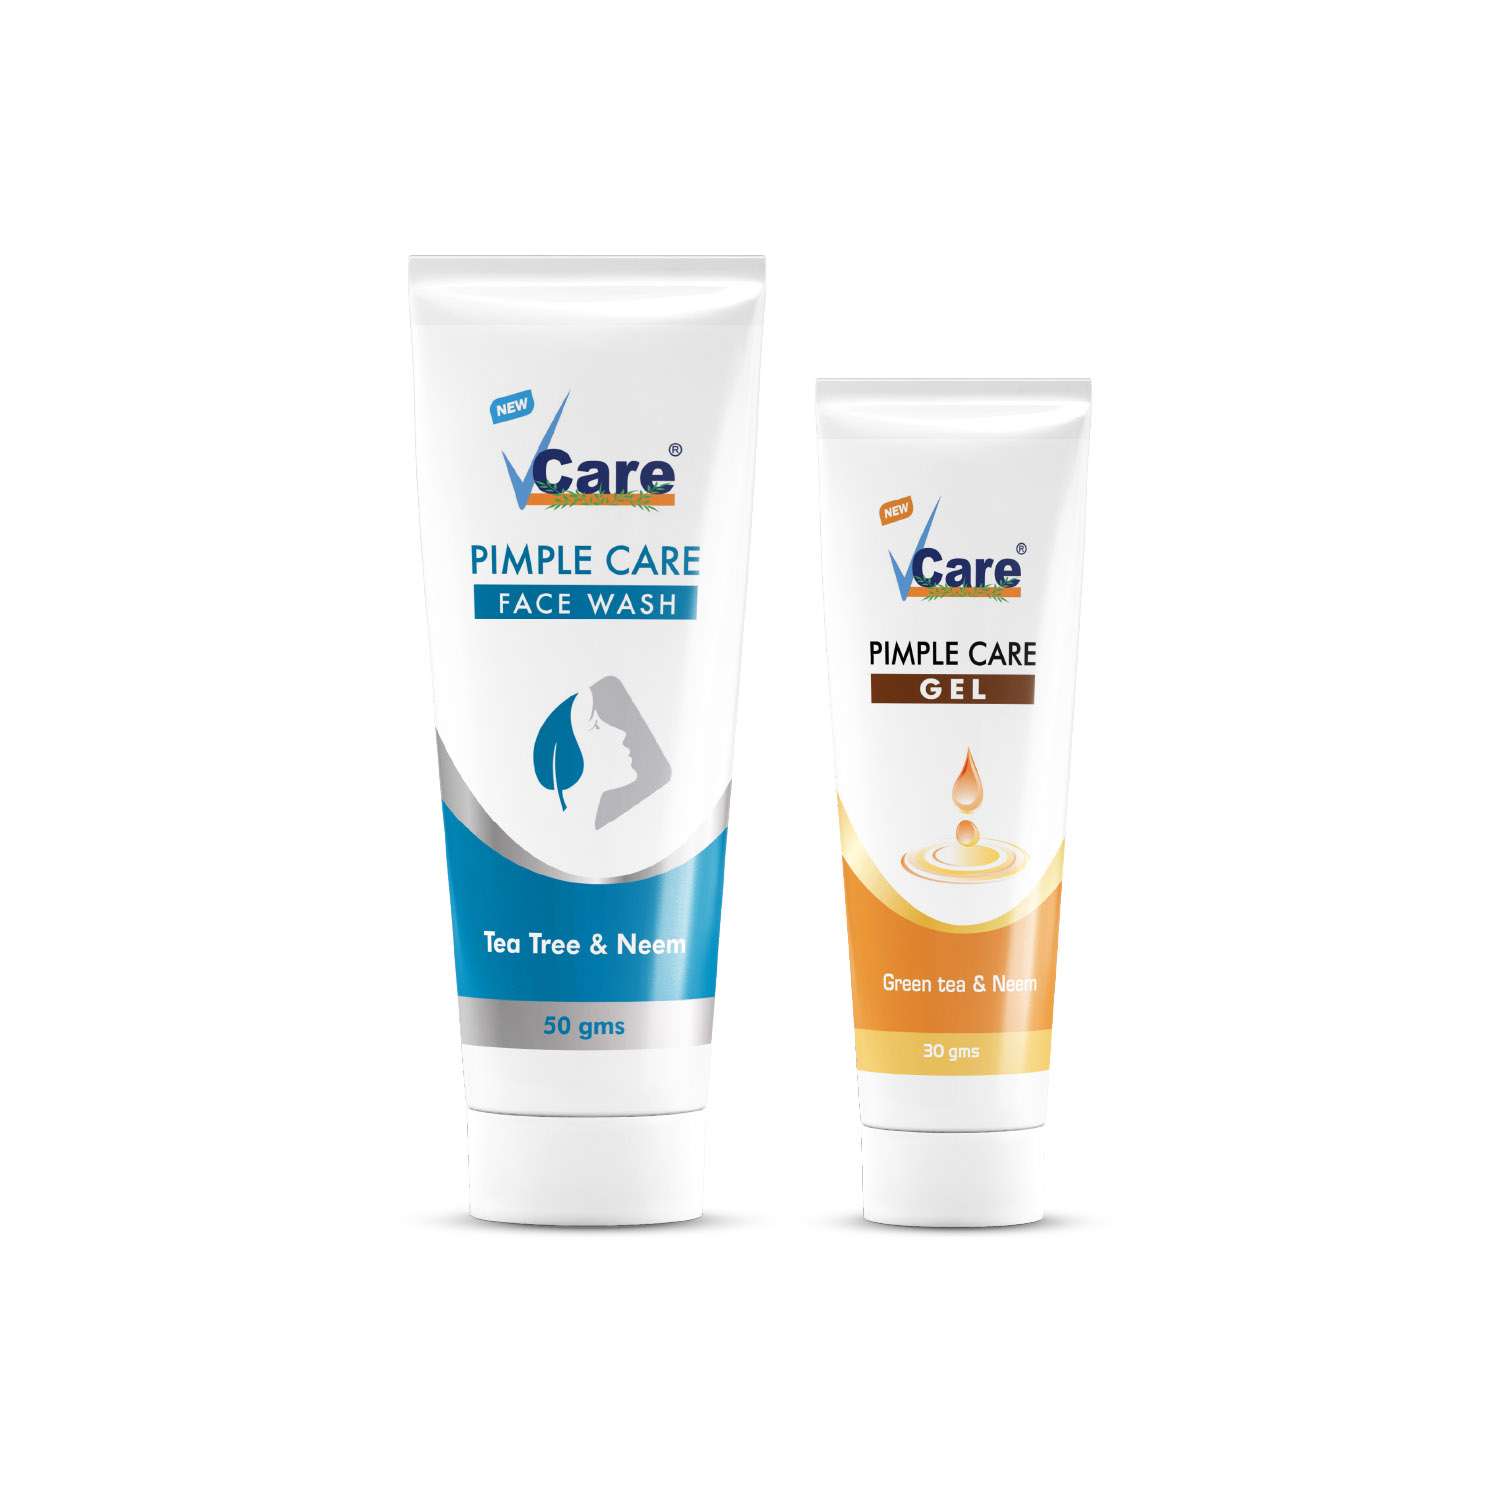 NEW
VCare®
PIMPLE CARE
FACE WASH
Tea Tree & Neem
50 gms
NEW
VCare®
PIMPLE CARE
GEL
Green tea & Neem
30 gms